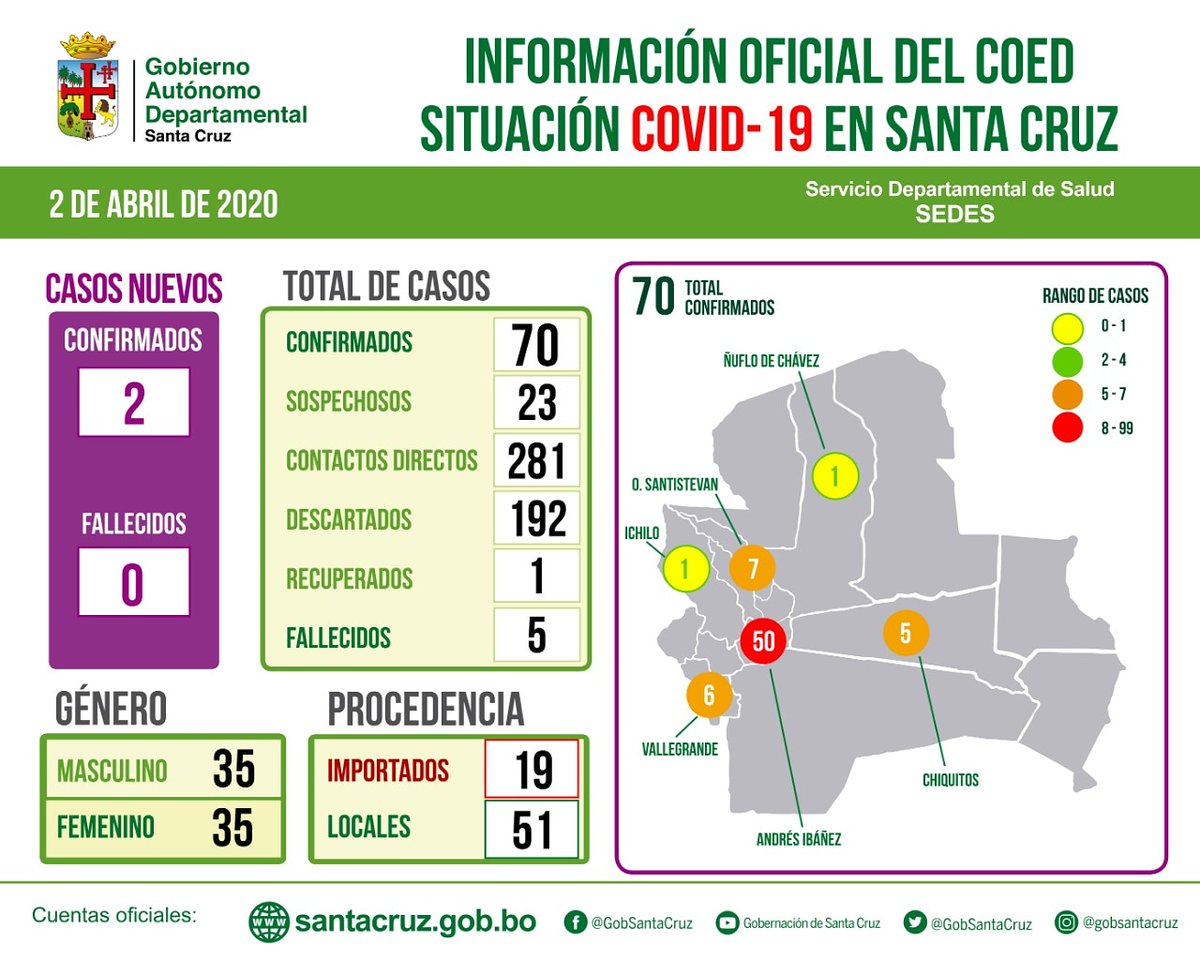 Gobierno
Autónomo
Departamental
Santa Cruz
INFORMACIÓN OFICIAL DEL COED
SITUACIÓN COVID-19 EN SANTA CRUZ
2 DE ABRIL DE 2020
Servicio Departamental de Salud
SEDES
CASOS NUEVOS
CONFIRMADOS
2
FALLECIDOS
0
TOTAL DE CASOS
CONFIRMADOS 70
SOSPECHOSOS 23
CONTACTOS DIRECTOS 281
DESCARTADOS 192
RECUPERADOS 1
FALLECIDOS 5
GÉNERO
MASCULINO 35
FEMENINO 35
PROCEDENCIA
IMPORTADOS 19
LOCALES 51
70 TOTAL
CONFIRMADOS
RANGO DE CASOS
0 - 1
2 - 4
5 - 7
8 - 99
ÑUFLO DE CHÁVEZ
1
O. SANTISTEVAN
7
ICHILO
1
50
5
6
VALLEGRANDE
CHIQUITOS
ANDRÉS IBÁÑEZ
Cuentas oficiales:
www
santacruz.gob.bo
@GobSantaCruz
Gobernación de Santa Cruz
@GobSantaCruz
@gobsantacruz